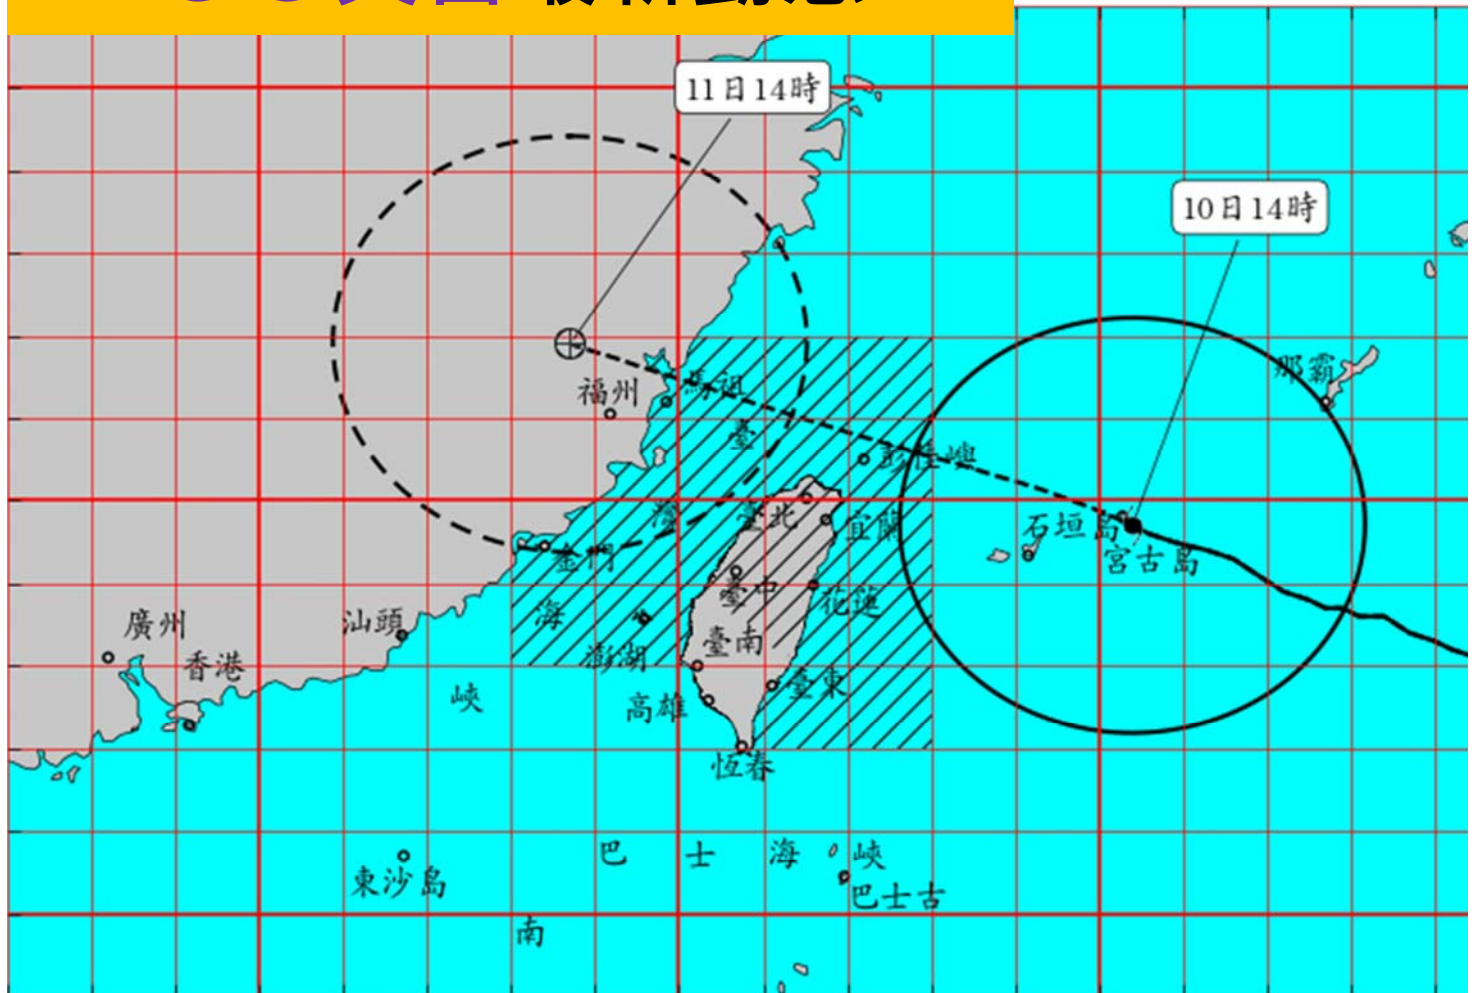 11日14時
10日14時
那霸
福州
馬祖
臺
彭佳嶼
灣
臺北
宜蘭
石垣島
宮古島
金門
臺中
花蓮
海
廣州
汕頭
臺南
香港
澎湖
臺東
峽
高雄
恆春
巴士海峽
東沙島
巴士古
南